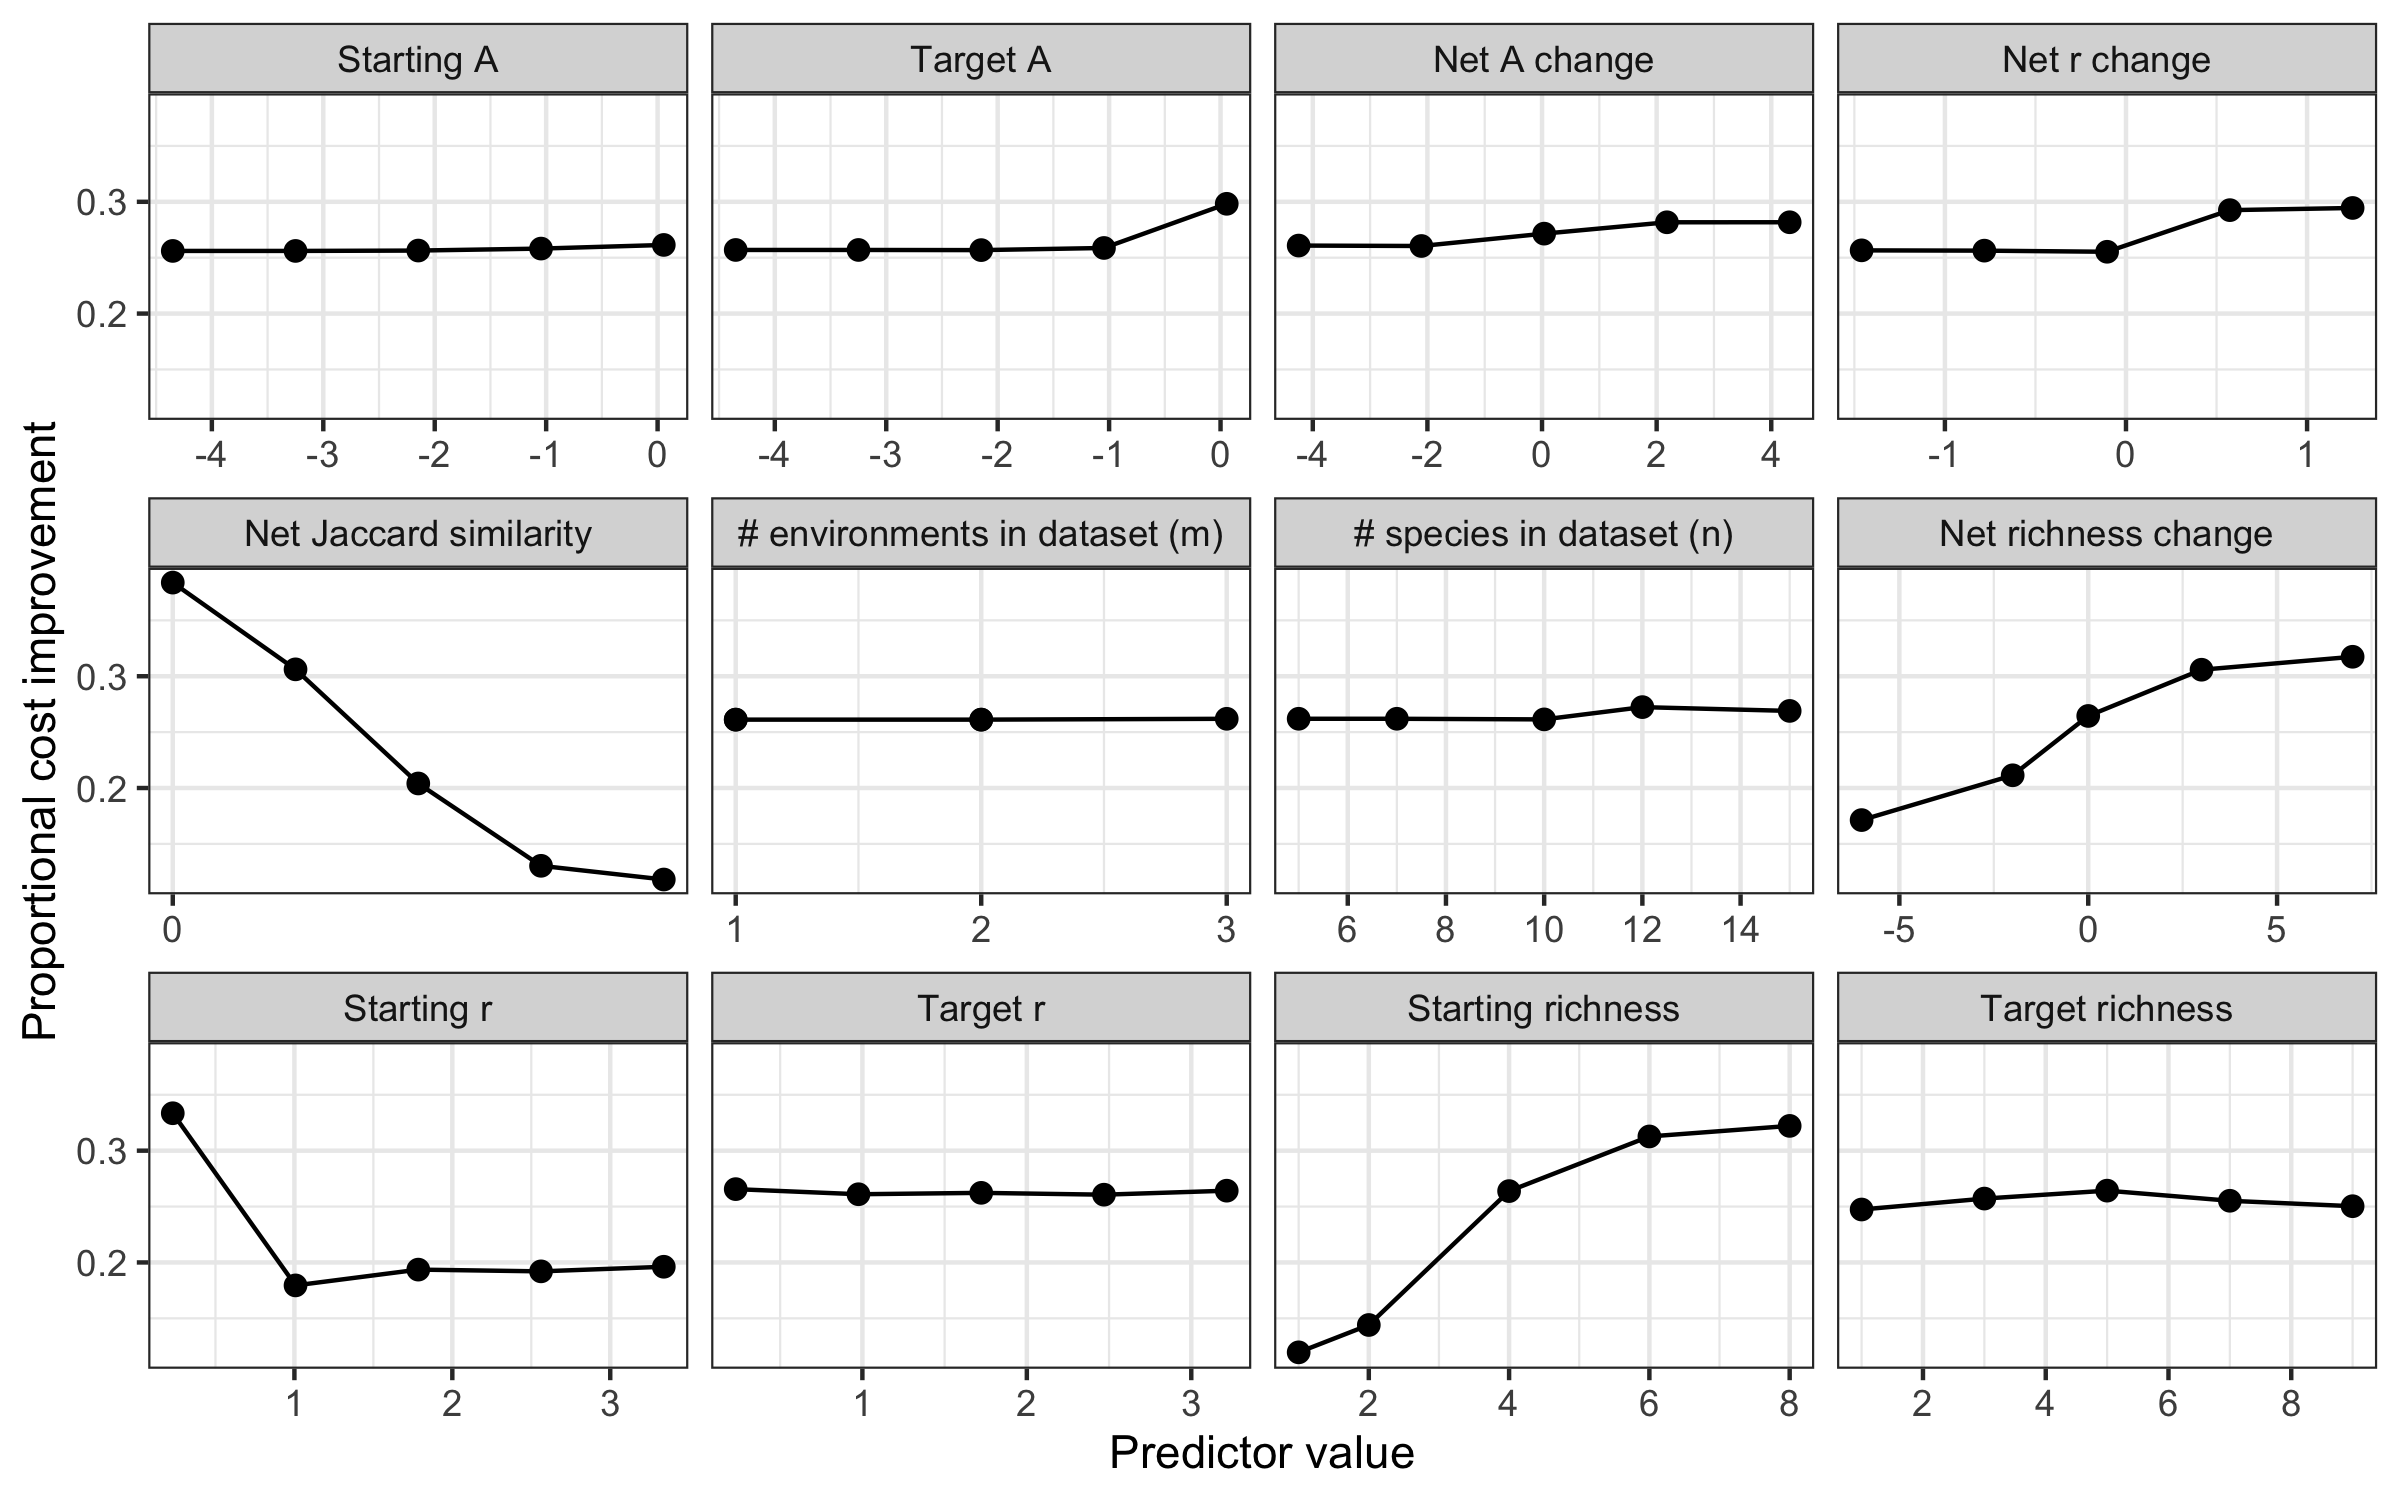 Proportional cost improvement
Starting A
Target A
Net A change
Net r change
0.3
0.2
-4 -3 -2 -1 0
-4 -3 -2 -1 0
-4 -2 0 2 4
-1 0 1
Net Jaccard similarity
# environments in dataset (m)
# species in dataset (n)
Net richness change
0.3
0.2
0
1 2 3
6 8 10 12 14
-5 0 5
Starting r
Target r
Starting richness
Target richness
0.3
0.2
1 2 3
1 2 3
2 4 6 8
2 4 6 8
Predictor value